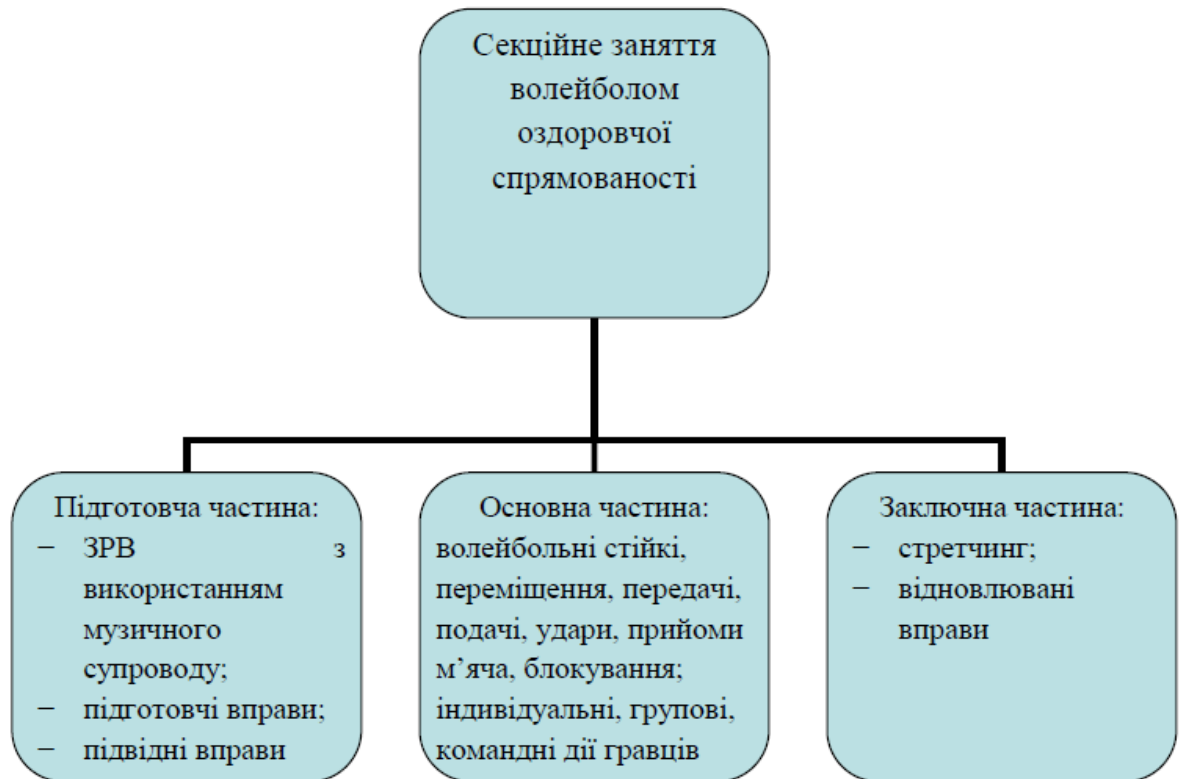 Секційне заняття
волейболом
оздоровчої
спрямованості
Підготовча частина:
– ЗРВ з
використанням
музичного
супроводу;
– підготовчі вправи;
– підвідні вправи
Основна частина:
волейбольні стійкі,
переміщення, передачі,
подачі, удари, прийоми
м’яча, блокування;
індивідуальні, групові,
командні дії гравців
Заключна частина:
– стретчинг;
– відновлювані
вправи